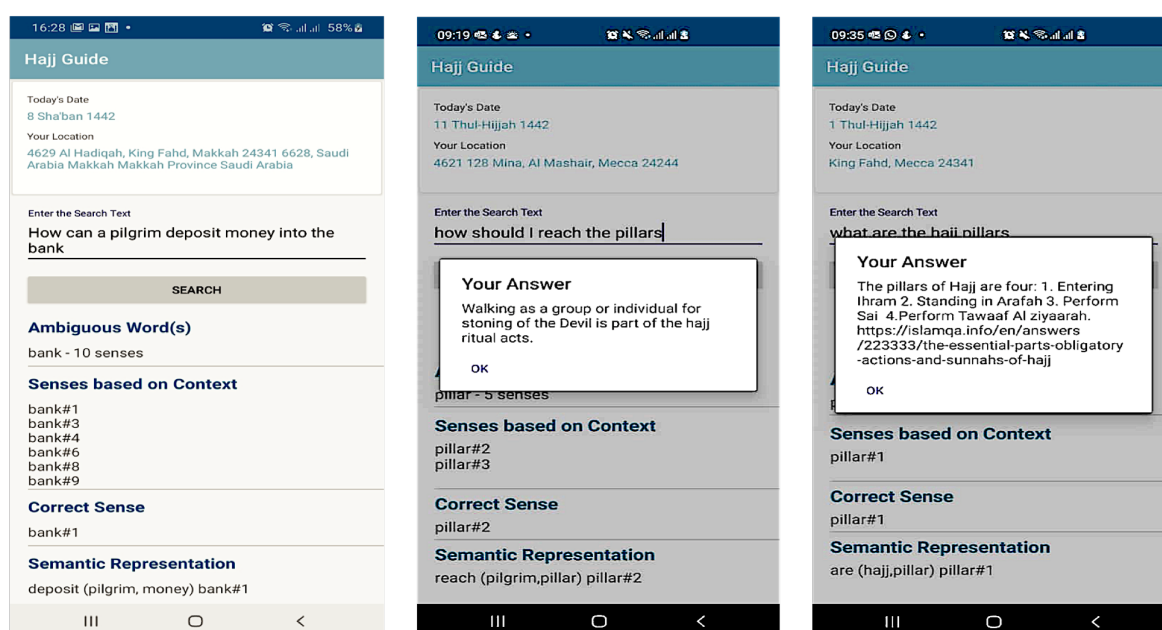 16:28 58%
Hajj Guide
Today's Date
8 Sha'ban 1442
Your Location
4629 Al Hadiqah, King Fahd, Makkah 24341 6628, Saudi
Arabia Makkah Makkah Province Saudi Arabia
Enter the Search Text
How can a pilgrim deposit money into the
bank
SEARCH
Ambiguous Word(s)
bank - 10 senses
Senses based on Context
bank#1
bank#3
bank#4
bank#6
bank#8
bank#9
Correct Sense
bank#1
Semantic Representation
deposit (pilgrim, money) bank#1
09:19
Hajj Guide
Today's Date
11 Thul-Hijjah 1442
Your Location
4621 128 Mina, Al Mashair, Mecca 24244
Enter the Search Text
how should I reach the pillars
Your Answer
Walking as a group or individual for
stoning of the Devil is part of the hajj
ritual acts.
OK
pillar - 5 senses
Senses based on Context
pillar#2
pillar#3
Correct Sense
pillar#2
Semantic Representation
reach (pilgrim,pillar) pillar#2
09:35
Hajj Guide
Today's Date
1 Thul-Hijjah 1442
Your Location
King Fahd, Mecca 24341
Enter the Search Text
what are the hajj pillars
Your Answer
The pillars of Hajj are four: 1. Entering
Ihram 2. Standing in Arafah 3. Perform
Sai 4.Perform Tawaaf Al ziyaarah.
https://islamqa.info/en/answers
/223333/the-essential-parts-obligatory
-actions-and-sunnahs-of-hajj
OK
Senses based on Context
pillar#1
Correct Sense
pillar#1
Semantic Representation
are (hajj,pillar) pillar#1